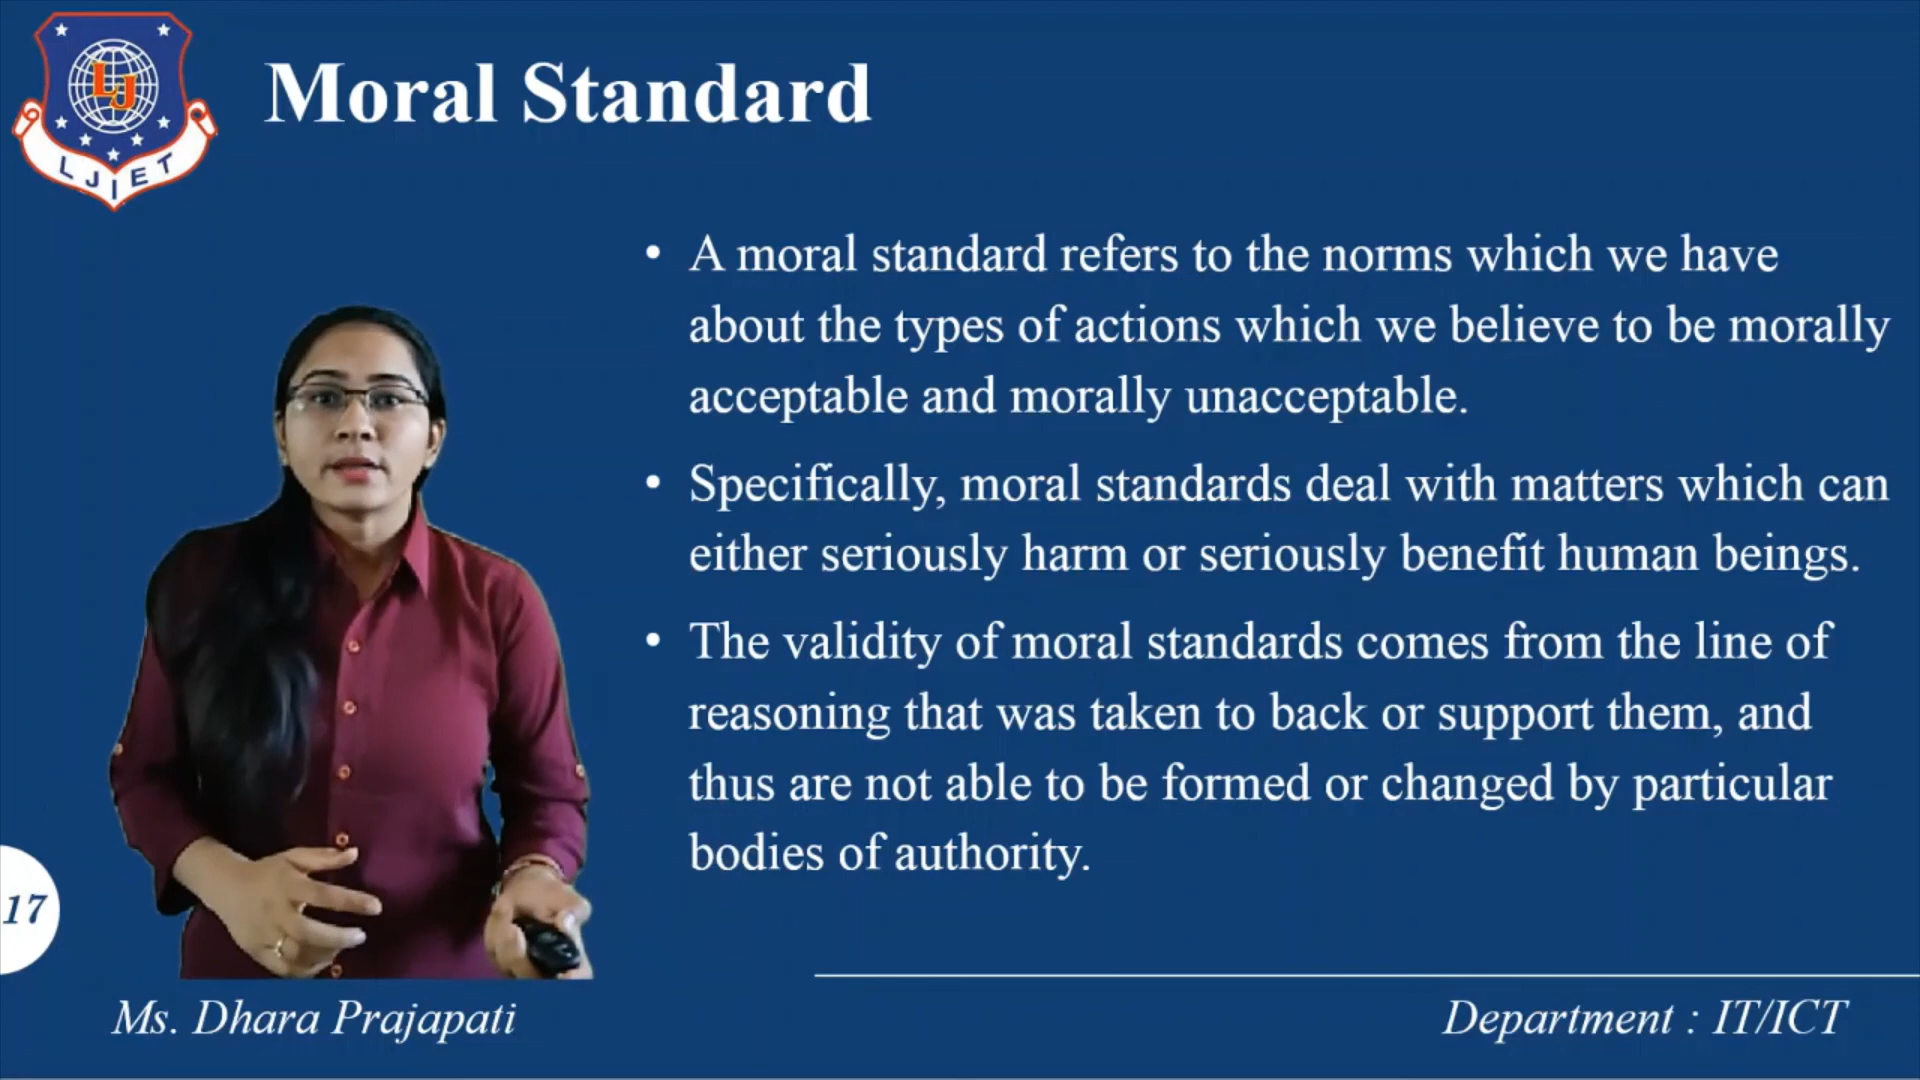 LJ
LJIET
Moral Standard
• A moral standard refers to the norms which we have
about the types of actions which we believe to be morally
acceptable and morally unacceptable.
• Specifically, moral standards deal with matters which can
either seriously harm or seriously benefit human beings.
• The validity of moral standards comes from the line of
reasoning that was taken to back or support them, and
thus are not able to be formed or changed by particular
bodies of authority.
17
Ms. Dhara Prajapati
Department : IT/ICT